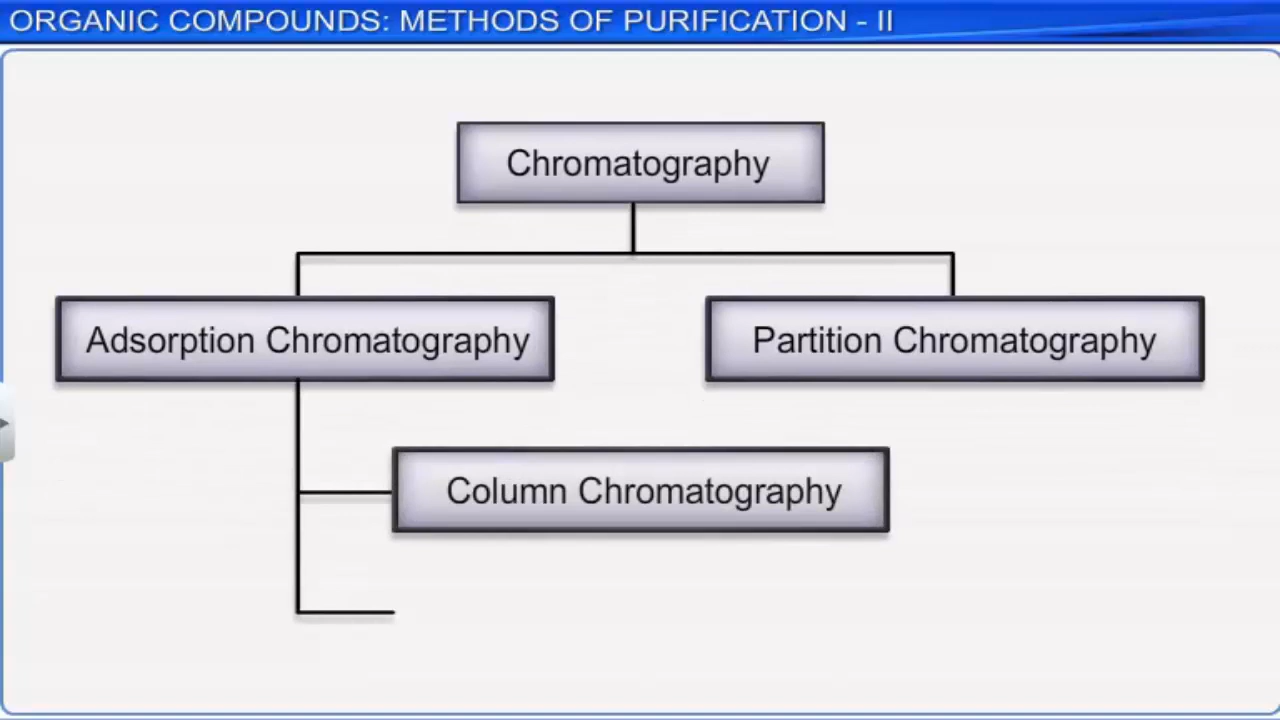 ORGANIC COMPOUNDS: METHODS OF PURIFICATION - II
Chromatography
Adsorption Chromatography
Partition Chromatography
Column Chromatography